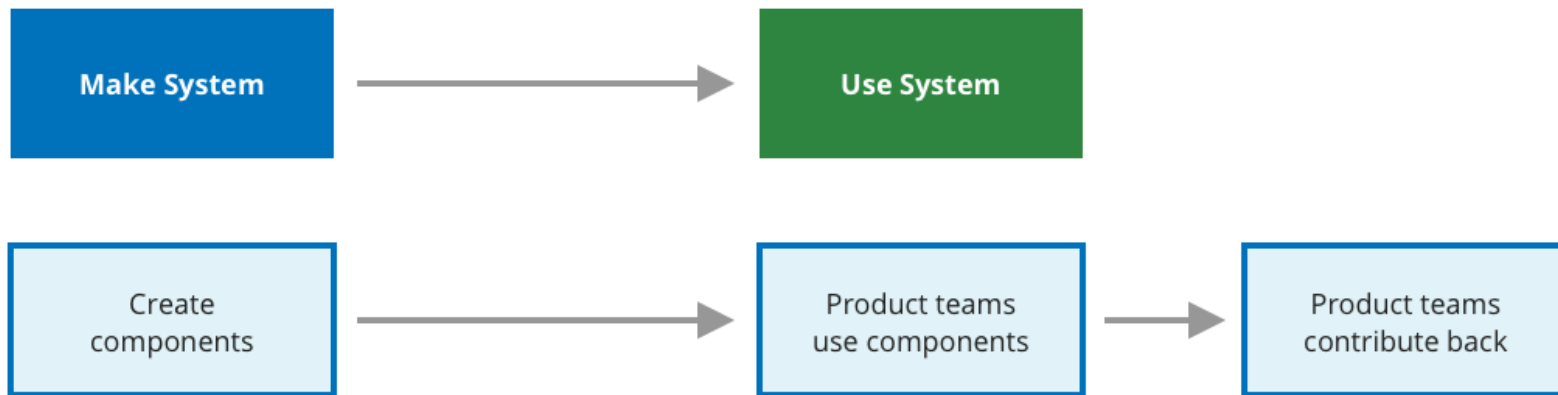 Make System
Use System
Create
components
Product teams
use components
Product teams
contribute back